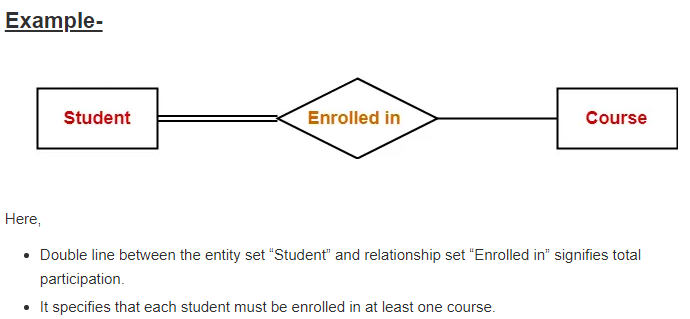 Example-
Student
Enrolled in
Course
Here,
• Double line between the entity set “Student” and relationship set “Enrolled in” signifies total
participation.
• It specifies that each student must be enrolled in at least one course.